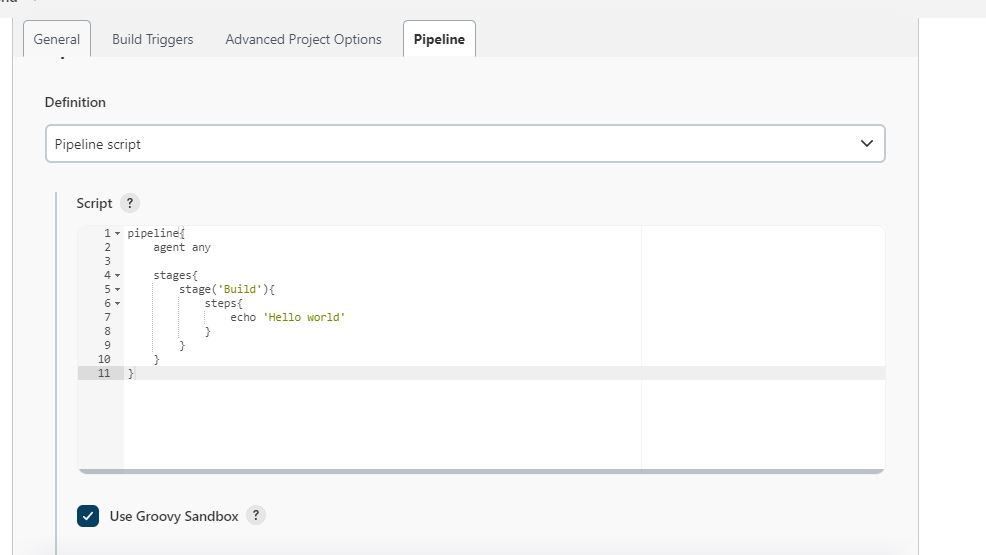 General Build Triggers Advanced Project Options Pipeline
Definition
Pipeline script
Script ?
1 pipeline{
2     agent any
3
4     stages{
5         stage('Build'){
6             steps{
7                 echo 'Hello world'
8             }
9         }
10     }
11 }
Use Groovy Sandbox ?